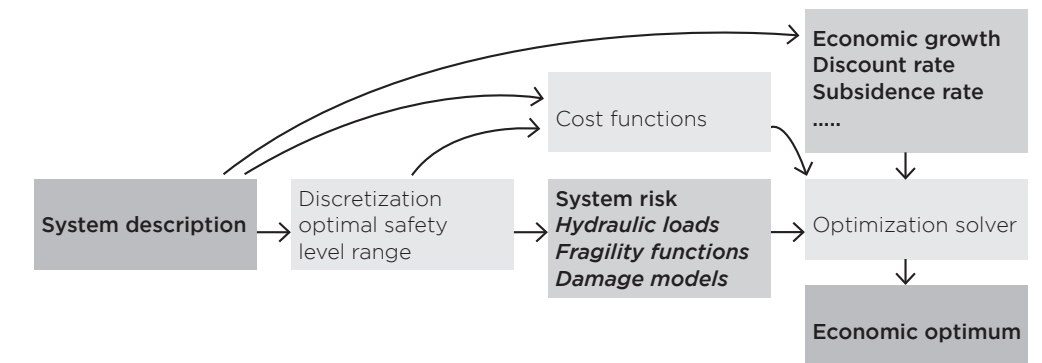 Economic growth
Discount rate
Subsidence rate
.....
Cost functions
System description
Discretization
optimal safety
level range
System risk
Hydraulic loads
Fragility functions
Damage models
Optimization solver
Economic optimum